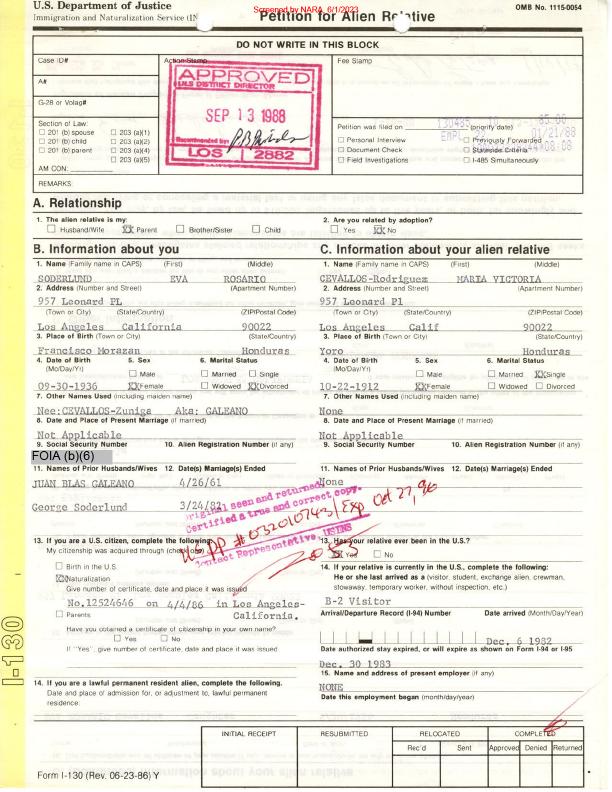 U.S. Department of Justice
Immigration and Naturalization Service (IN
Screened by NARA, 6/1/2023
Petition for Alien Relative
OMB No. 1115-0054
DO NOT WRITE IN THIS BLOCK
Case ID#
Action Stamp
Fee Stamp
A#
G-28 or Volag#
APPROVED
U.S DISTRICT DIRECTOR
SEP 13 1988
Recommended by
LOS 2882
Section of Law:
201 (b) spouse 203 (a)(1)
201 (b) child 203 (a)(2)
201 (b) parent 203 (a)(4)
203 (a)(5)
AM CON:
Petition was filed on (priority date)
130485
85.00
EMPL
01/21/88
Personal Interview Previously Forwarded
Document Check Stateside Criteria
Field Investigations I-485 Simultaneously
08:08
REMARKS:
A. Relationship
1. The alien relative is my: 2. Are you related by adoption?
Husband/Wife XX Parent Brother/Sister Child Yes XX No
B. Information about you C. Information about your alien relative
1. Name (Family name in CAPS) (First) (Middle) 1. Name (Family name in CAPS) (First) (Middle)
SODERLUND EVA ROSARIO CEVALLOS-Rodriguez MARIA VICTORIA
2. Address (Number and Street) (Apartment Number) 2. Address (Number and Street) (Apartment Number)
957 Leonard PL 957 Leonard Pl
(Town or City) (State/Country) (ZIP/Postal Code) (Town or City) (State/Country) (ZIP/Postal Code)
Los Angeles California 90022 Los Angeles Calif 90022
3. Place of Birth (Town or City) (State/Country) 3. Place of Birth (Town or City) (State/Country)
Francisco Morazan Honduras Yoro Honduras
4. Date of Birth 5. Sex 6. Marital Status 4. Date of Birth 5. Sex 6. Marital Status
(Mo/Day/Yr) Male Married Single (Mo/Day/Yr) Male Married XX Single
09-30-1936 XX Female Widowed XX Divorced 10-22-1912 XX Female Widowed Divorced
7. Other Names Used (including maiden name) 7. Other Names Used (including maiden name)
Nee:CEVALLOS-Zuniga Aka: GALEANO None
8. Date and Place of Present Marriage (if married) 8. Date and Place of Present Marriage (if married)
Not Applicable Not Applicable
9. Social Security Number 10. Alien Registration Number (if any) 9. Social Security Number 10. Alien Registration Number (if any)
FOIA (b)(6)
11. Names of Prior Husbands/Wives 12. Date(s) Marriage(s) Ended 11. Names of Prior Husbands/Wives 12. Date(s) Marriage(s) Ended
JUAN BLAS GALEANO 4/26/61 None
George Soderlund 3/24/82
Original seen and returned.
Certified a true and correct copy.
US PP # 032010743 / Exp Oct 27, 96
Contact Representative USINS
13. If you are a U.S. citizen, complete the following: 13. Has your relative ever been in the U.S.?
My citizenship was acquired through (check one) XX Yes No
Birth in the U.S. 14. If your relative is currently in the U.S., complete the following:
XX Naturalization He or she last arrived as a (visitor, student, exchange alien, crewman,
Give number of certificate, date and place it was issued stowaway, temporary worker, without inspection, etc.)
No.12524646 on 4/4/86 in Los Angeles- B-2 Visitor
Parents California. Arrival/Departure Record (I-94) Number Date arrived (Month/Day/Year)
Have you obtained a certificate of citizenship in your own name?
Yes No Dec. 6 1982
If "Yes", give number of certificate, date and place it was issued Date authorized stay expired, or will expire as shown on Form I-94 or I-95
Dec. 30 1983
14. If you are a lawful permanent resident alien, complete the following: 15. Name and address of present employer (if any)
Date and place of admission for, or adjustment to, lawful permanent NONE
residence: Date this employment began (month/day/year)
I-130
INITIAL RECEIPT RESUBMITTED RELOCATED COMPLETED
Rec'd Sent Approved Denied Returned
Form I-130 (Rev. 06-23-86) Y